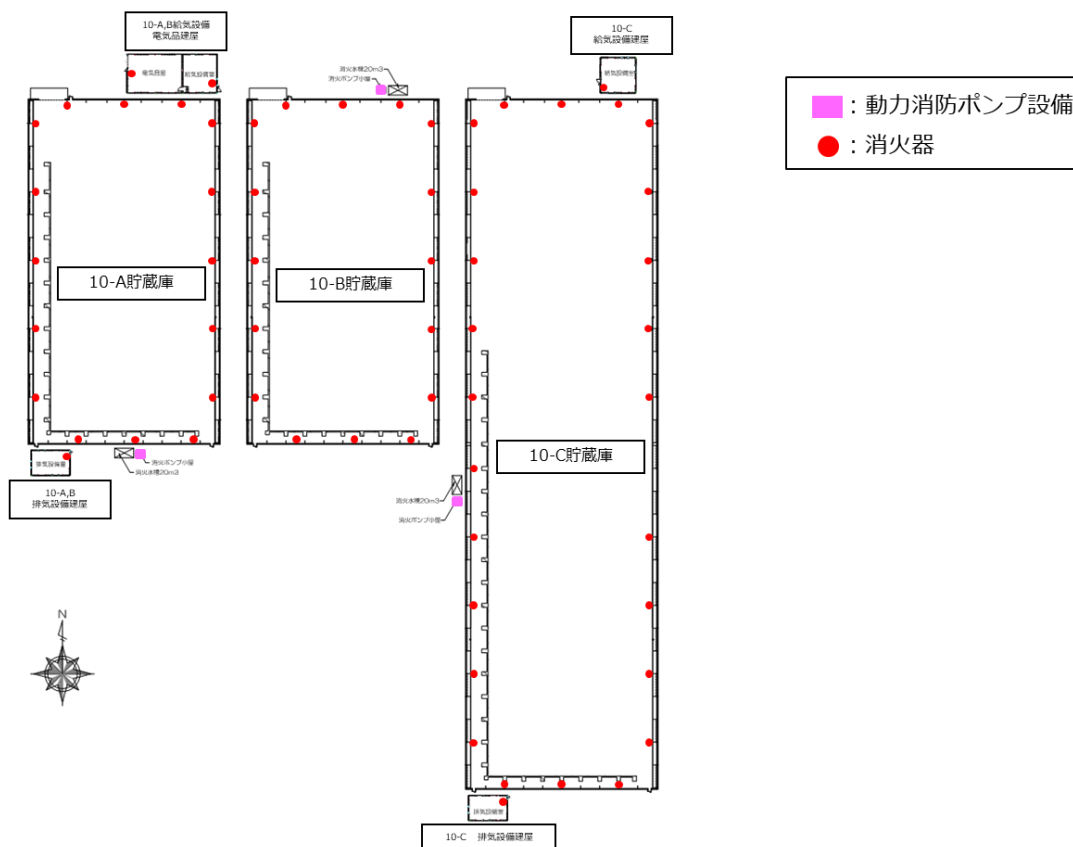 10-A,B給気設備
電気品建屋
電気品室
給気設備室
消火水槽20m3
消火ポンプ小屋
10-C
給気設備建屋
給気設備室
：動力消防ポンプ設備
：消火器
10-A貯蔵庫
10-B貯蔵庫
10-C貯蔵庫
排気設備室
消火ポンプ小屋
消火水槽20m3
10-A,B
排気設備建屋
消火水槽20m3
消火ポンプ小屋
N
排気設備室
10-C 排気設備建屋